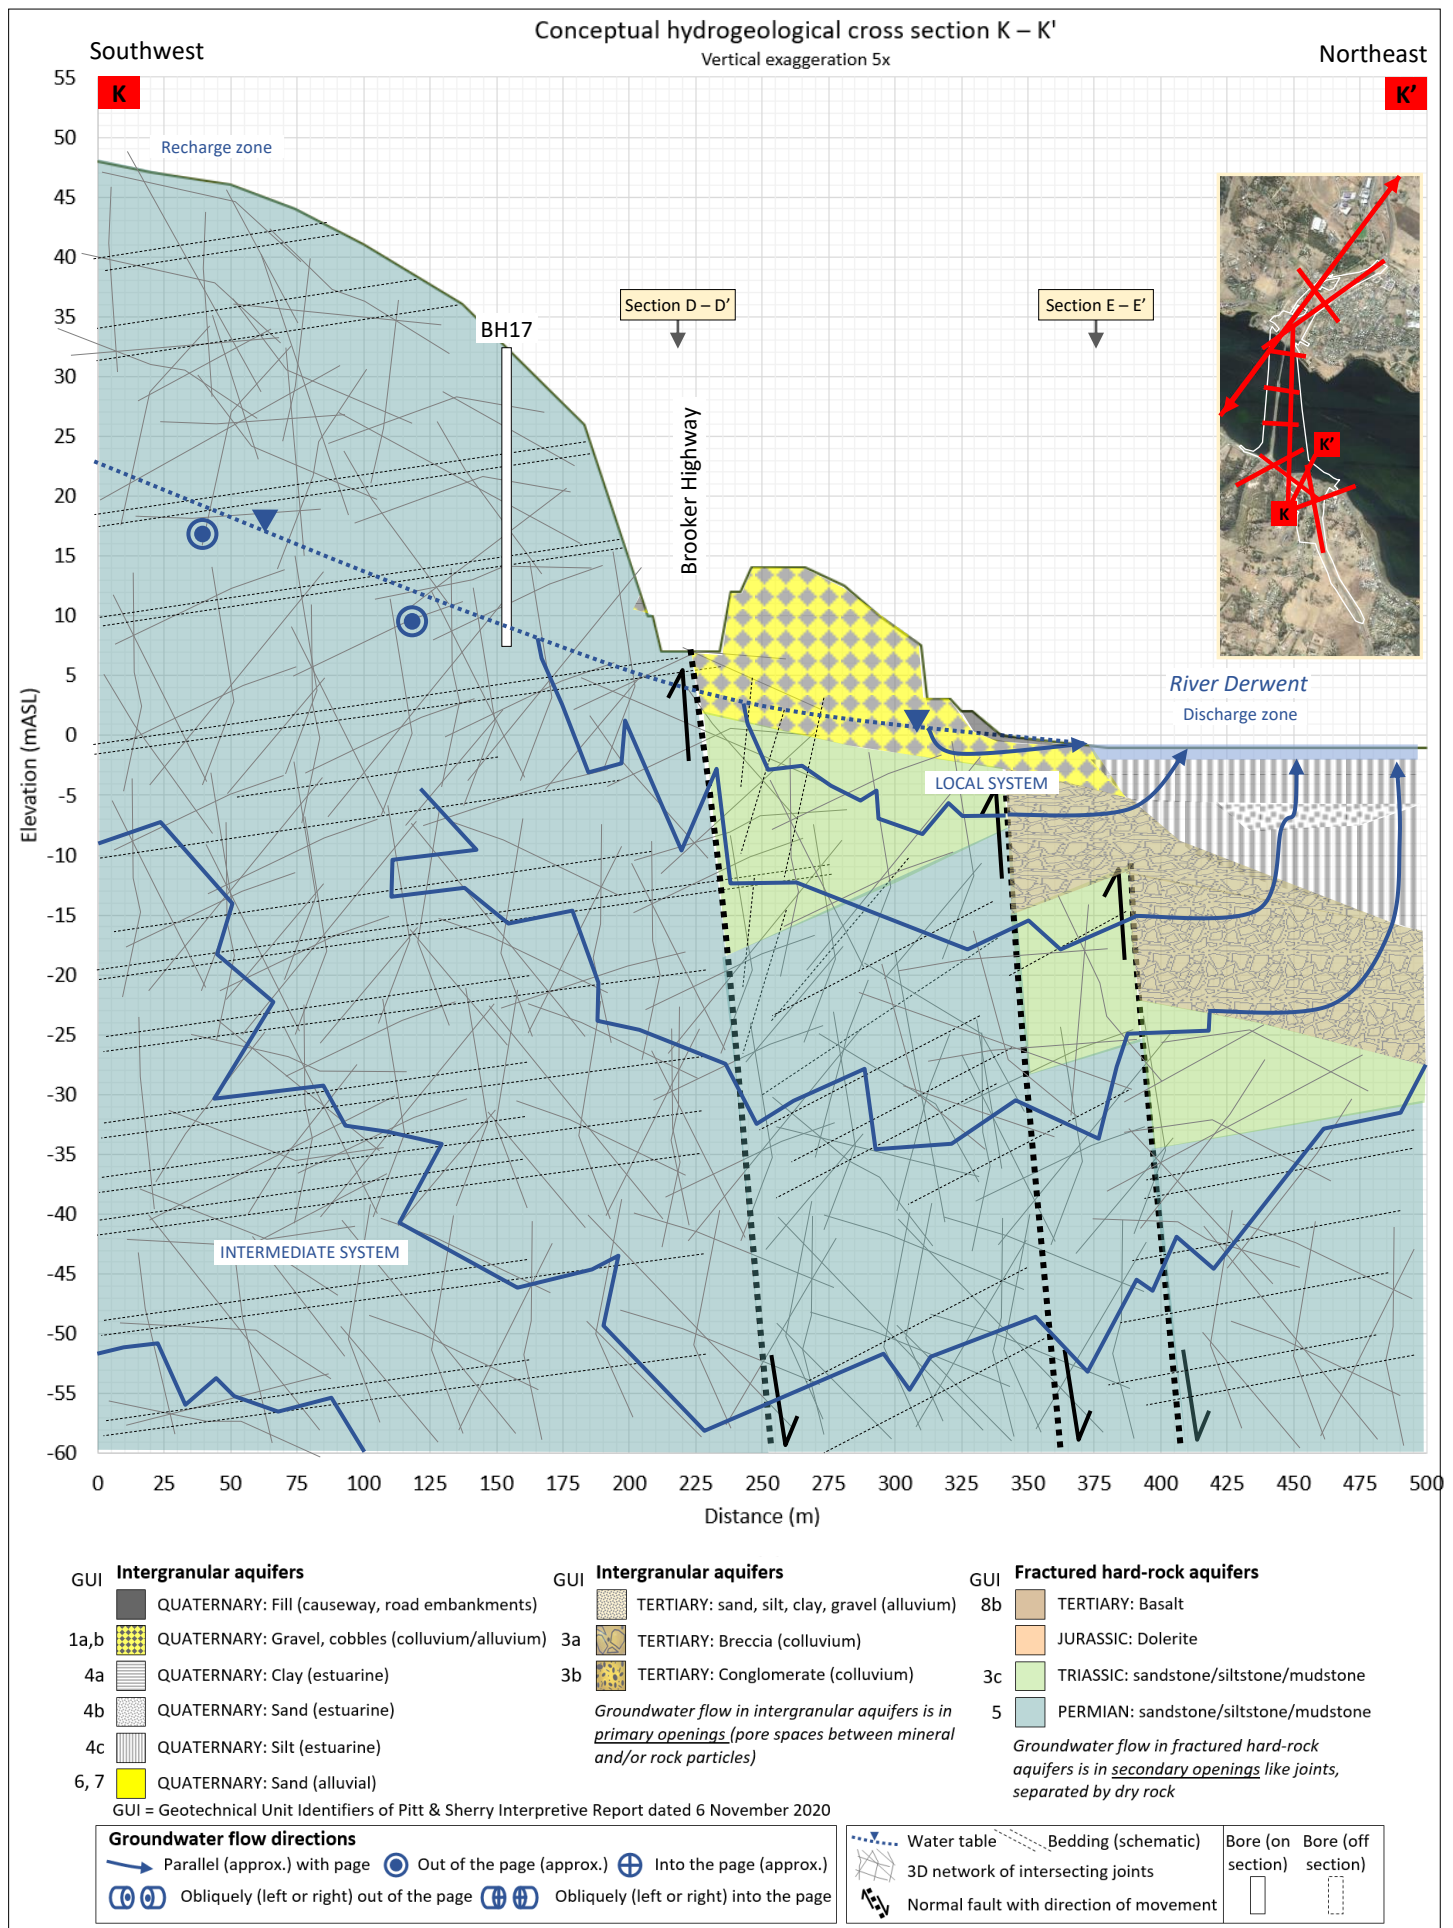 Conceptual hydrogeological cross section K – K'
Vertical exaggeration 5x
Southwest
Northeast
K
K'
Recharge zone
BH17
Section D – D'
Section E – E'
Brooker Highway
K'
K
River Derwent
Discharge zone
LOCAL SYSTEM
INTERMEDIATE SYSTEM
Elevation (mASL)
55
50
45
40
35
30
25
20
15
10
5
0
-5
-10
-15
-20
-25
-30
-35
-40
-45
-50
-55
-60
0 25 50 75 100 125 150 175 200 225 250 275 300 325 350 375 400 425 450 475 500
Distance (m)
GUI Intergranular aquifers
QUATERNARY: Fill (causeway, road embankments)
1a,b QUATERNARY: Gravel, cobbles (colluvium/alluvium)
4a QUATERNARY: Clay (estuarine)
4b QUATERNARY: Sand (estuarine)
4c QUATERNARY: Silt (estuarine)
6, 7 QUATERNARY: Sand (alluvial)
GUI = Geotechnical Unit Identifiers of Pitt & Sherry Interpretive Report dated 6 November 2020
GUI Intergranular aquifers
TERTIARY: sand, silt, clay, gravel (alluvium)
3a TERTIARY: Breccia (colluvium)
3b TERTIARY: Conglomerate (colluvium)
Groundwater flow in intergranular aquifers is in
primary openings (pore spaces between mineral
and/or rock particles)
GUI Fractured hard-rock aquifers
8b TERTIARY: Basalt
JURASSIC: Dolerite
3c TRIASSIC: sandstone/siltstone/mudstone
5 PERMIAN: sandstone/siltstone/mudstone
Groundwater flow in fractured hard-rock
aquifers is in secondary openings like joints,
separated by dry rock
Groundwater flow directions
Parallel (approx.) with page
Out of the page (approx.)
Into the page (approx.)
Obliquely (left or right) out of the page
Obliquely (left or right) into the page
Water table
Bedding (schematic)
3D network of intersecting joints
Normal fault with direction of movement
Bore (on
section)
Bore (off
section)